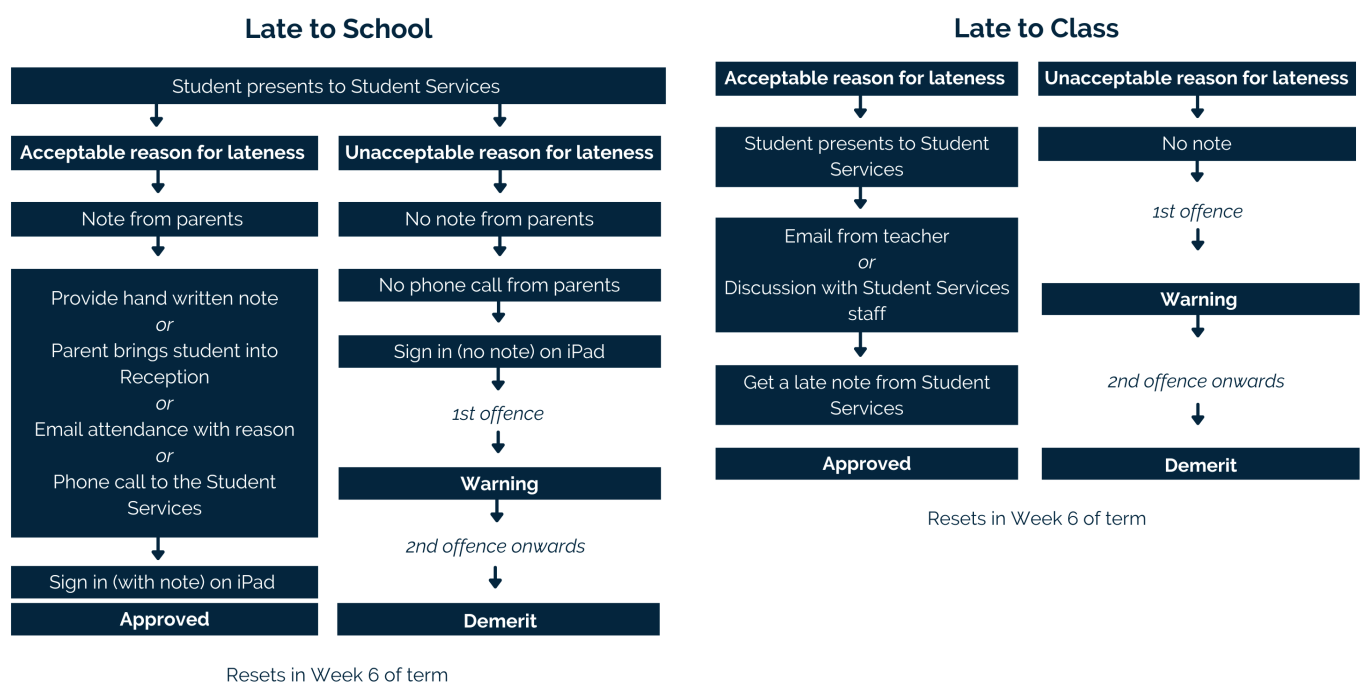 Late to School
Student presents to Student Services
Acceptable reason for lateness
Note from parents
Provide hand written note
or
Parent brings student into
Reception
or
Email attendance with reason
or
Phone call to the Student
Services
Sign in (with note) on iPad
Approved
Unacceptable reason for lateness
No note from parents
No phone call from parents
Sign in (no note) on iPad
1st offence
Warning
2nd offence onwards
Demerit
Resets in Week 6 of term
Late to Class
Acceptable reason for lateness
Student presents to Student
Services
Email from teacher
or
Discussion with Student Services
staff
Get a late note from Student
Services
Approved
Unacceptable reason for lateness
No note
1st offence
Warning
2nd offence onwards
Demerit
Resets in Week 6 of term